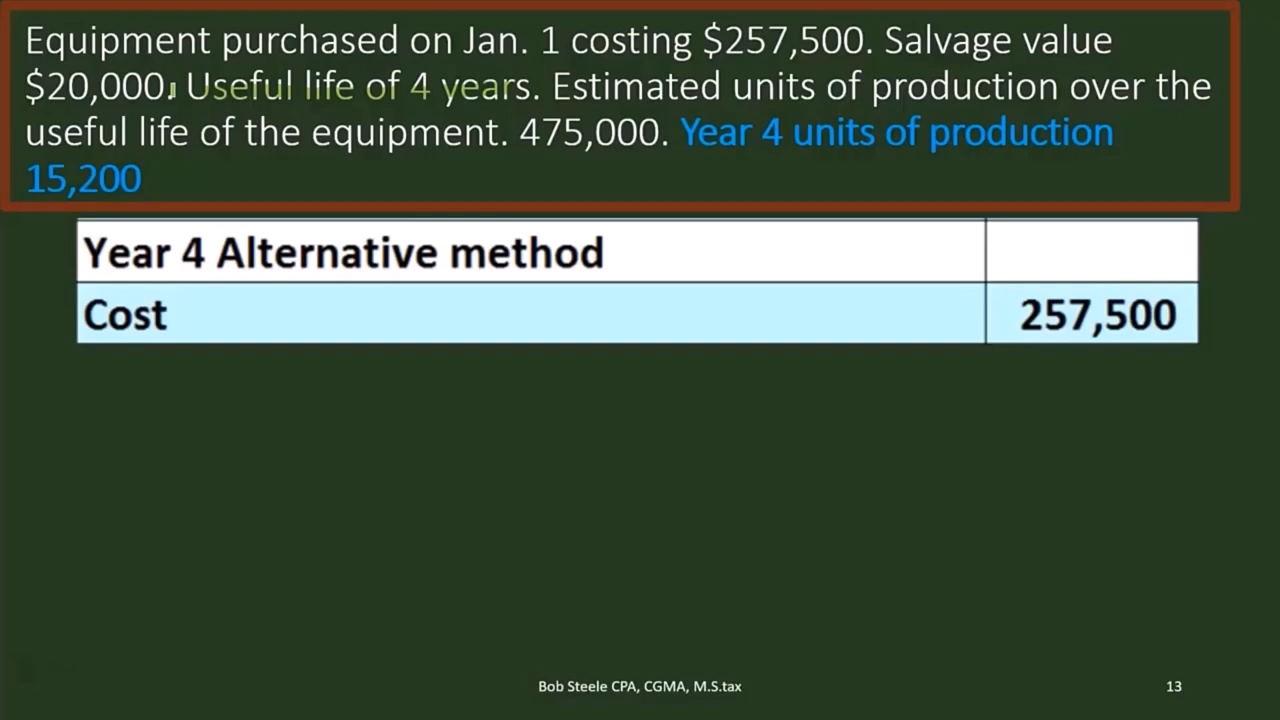 Equipment purchased on Jan. 1 costing $257,500. Salvage value
$20,000. Useful life of 4 years. Estimated units of production over the
useful life of the equipment. 475,000. Year 4 units of production
15,200
Year 4 Alternative method
Cost 257,500
Bob Steele CPA, CGMA, M.S.tax 13